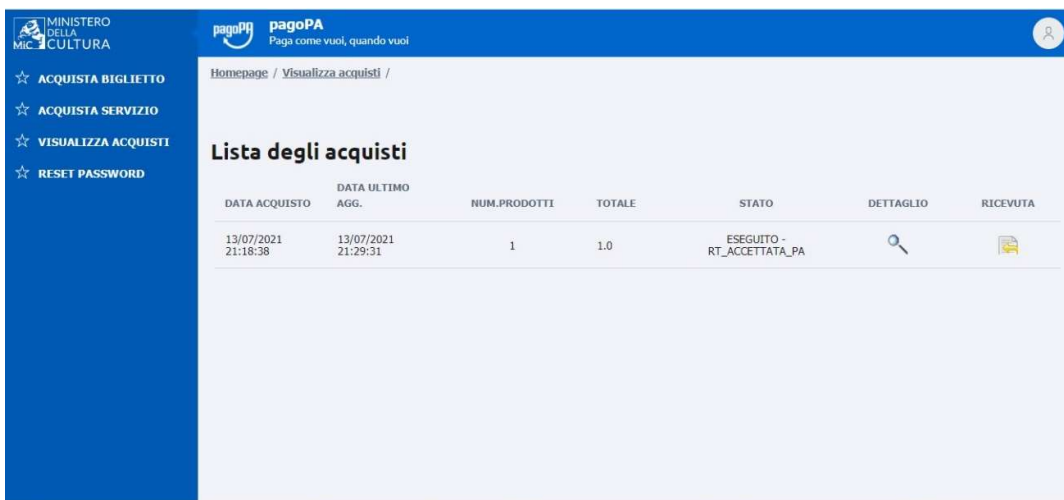 MINISTERO
DELLA
MiC CULTURA
pagoPA
pagoPA
Paga come vuoi, quando vuoi
ACQUISTA BIGLIETTO
ACQUISTA SERVIZIO
VISUALIZZA ACQUISTI
RESET PASSWORD
Homepage / Visualizza acquisti /
Lista degli acquisti
DATA ACQUISTO DATA ULTIMO AGG. NUM.PRODOTTI TOTALE STATO DETTAGLIO RICEVUTA
13/07/2021 13/07/2021 1 1.0 ESEGUITO -
21:18:38 21:29:31 RT_ACCETTATA_PA